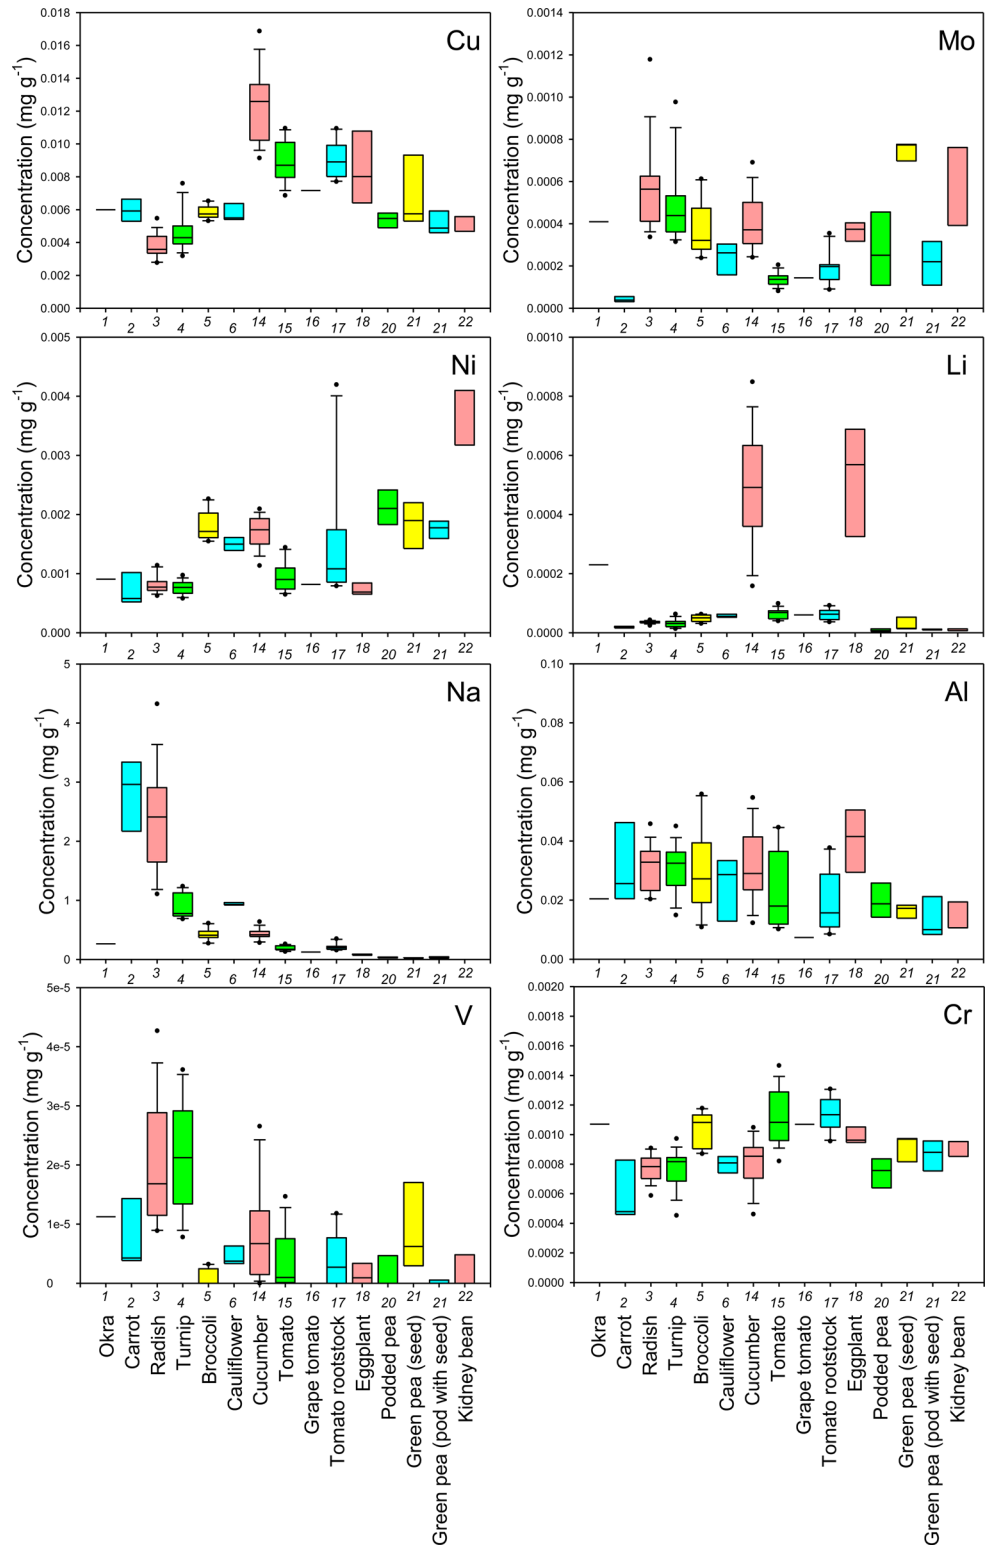 Cu
Concentration (mg g-1)
0.018
0.016
0.014
0.012
0.010
0.008
0.006
0.004
0.002
0.000
1 2 3 4 5 6 14 15 16 17 18 20 21 21 22
Mo
Concentration (mg g-1)
0.0014
0.0012
0.0010
0.0008
0.0006
0.0004
0.0002
0.0000
1 2 3 4 5 6 14 15 16 17 18 20 21 21 22
Ni
Concentration (mg g-1)
0.005
0.004
0.003
0.002
0.001
0.000
1 2 3 4 5 6 14 15 16 17 18 20 21 21 22
Li
Concentration (mg g-1)
0.0010
0.0008
0.0006
0.0004
0.0002
0.0000
1 2 3 4 5 6 14 15 16 17 18 20 21 21 22
Na
Concentration (mg g-1)
5
4
3
2
1
0
1 2 3 4 5 6 14 15 16 17 18 20 21 21 22
Al
Concentration (mg g-1)
0.10
0.08
0.06
0.04
0.02
0.00
1 2 3 4 5 6 14 15 16 17 18 20 21 21 22
V
Concentration (mg g-1)
5e-5
4e-5
3e-5
2e-5
1e-5
0
1 2 3 4 5 6 14 15 16 17 18 20 21 21 22
Okra
Carrot
Radish
Turnip
Broccoli
Cauliflower
Cucumber
Tomato
Grape tomato
Tomato rootstock
Eggplant
Podded pea
Green pea (seed)
Green pea (pod with seed)
Kidney bean
Cr
Concentration (mg g-1)
0.0020
0.0018
0.0016
0.0014
0.0012
0.0010
0.0008
0.0006
0.0004
0.0002
0.0000
1 2 3 4 5 6 14 15 16 17 18 20 21 21 22
Okra
Carrot
Radish
Turnip
Broccoli
Cauliflower
Cucumber
Tomato
Grape tomato
Tomato rootstock
Eggplant
Podded pea
Green pea (seed)
Green pea (pod with seed)
Kidney bean